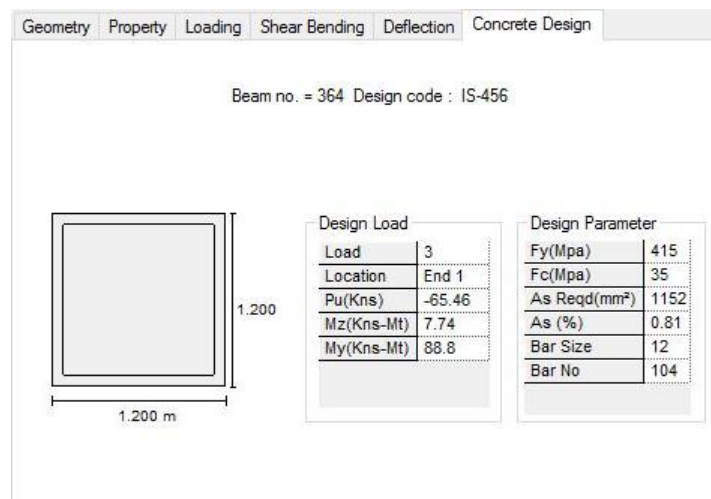 Geometry Property Loading Shear Bending Deflection Concrete Design
Beam no. = 364 Design code : IS-456
1.200
1.200 m
Design Load
Load 3
Location End 1
Pu(Kns) -65.46
Mz(Kns-Mt) 7.74
My(Kns-Mt) 88.8
Design Parameter
Fy(Mpa) 415
Fc(Mpa) 35
As Reqd(mm²) 1152
As (%) 0.81
Bar Size 12
Bar No 104